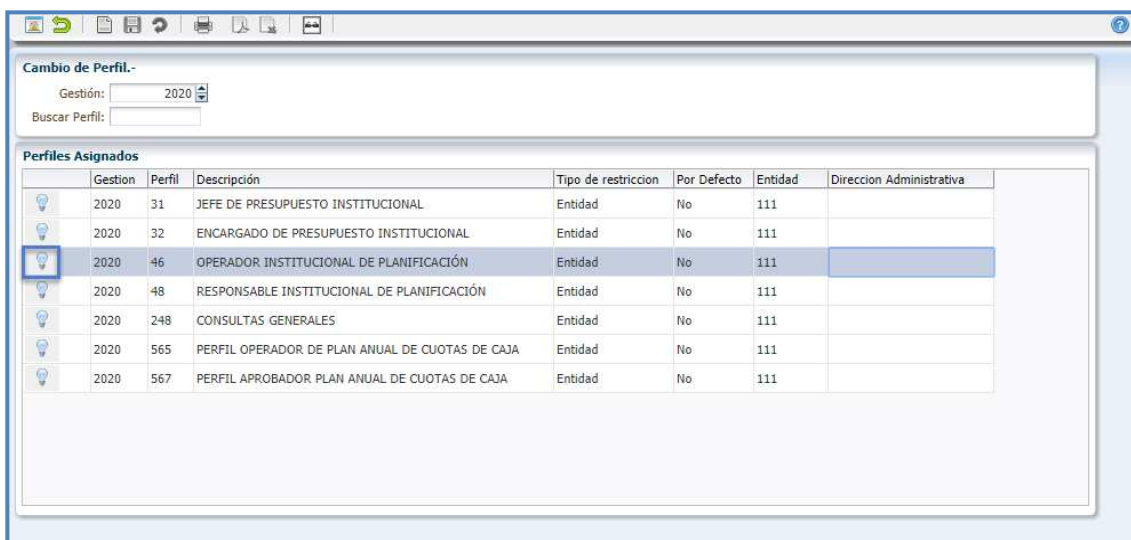 Cambio de Perfil.-
Gestión: 2020
Buscar Perfil:
Perfiles Asignados
Gestion Perfil Descripción Tipo de restriccion Por Defecto Entidad Direccion Administrativa
2020 31 JEFE DE PRESUPUESTO INSTITUCIONAL Entidad No 111
2020 32 ENCARGADO DE PRESUPUESTO INSTITUCIONAL Entidad No 111
2020 46 OPERADOR INSTITUCIONAL DE PLANIFICACIÓN Entidad No 111
2020 48 RESPONSABLE INSTITUCIONAL DE PLANIFICACIÓN Entidad No 111
2020 248 CONSULTAS GENERALES Entidad No 111
2020 565 PERFIL OPERADOR DE PLAN ANUAL DE CUOTAS DE CAJA Entidad No 111
2020 567 PERFIL APROBADOR PLAN ANUAL DE CUOTAS DE CAJA Entidad No 111